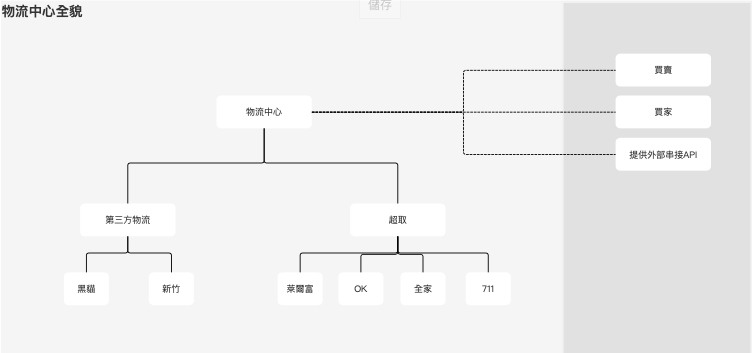 物流中心全貌
儲存
買賣
物流中心
買家
提供外部串接API
第三方物流
超取
黑貓
新竹
萊爾富
OK
全家
711